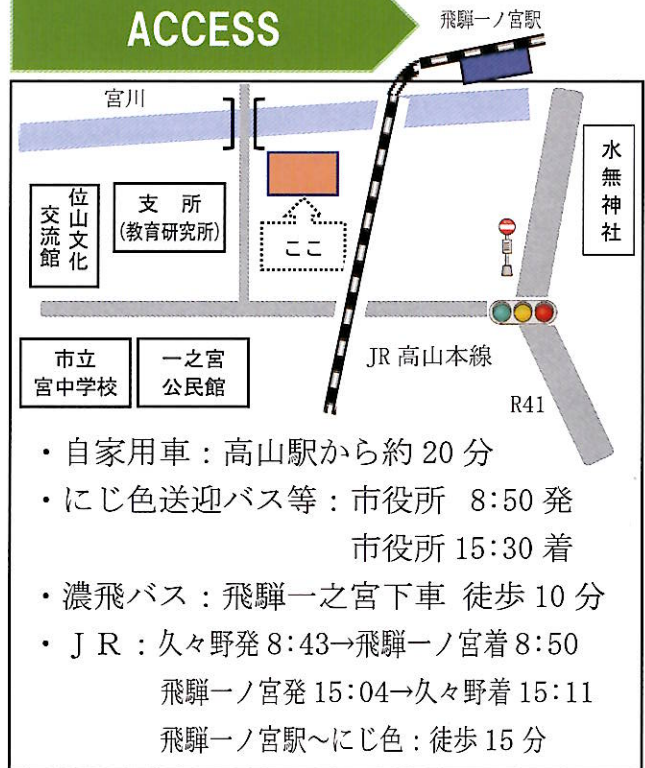 ACCESS
飛騨一ノ宮駅
宮川
水無神社
位山文化
交流館
支 所
(教育研究所)
ここ
市立
宮中学校
一之宮
公民館
JR 高山本線
R41
・自家用車：高山駅から約 20 分
・にじ色送迎バス等：市役所 8:50 発
市役所 15:30 着
・濃飛バス：飛騨一之宮下車 徒歩 10 分
・ＪＲ：久々野発 8:43→飛騨一ノ宮着 8:50
飛騨一ノ宮発 15:04→久々野着 15:11
飛騨一ノ宮駅～にじ色：徒歩 15 分